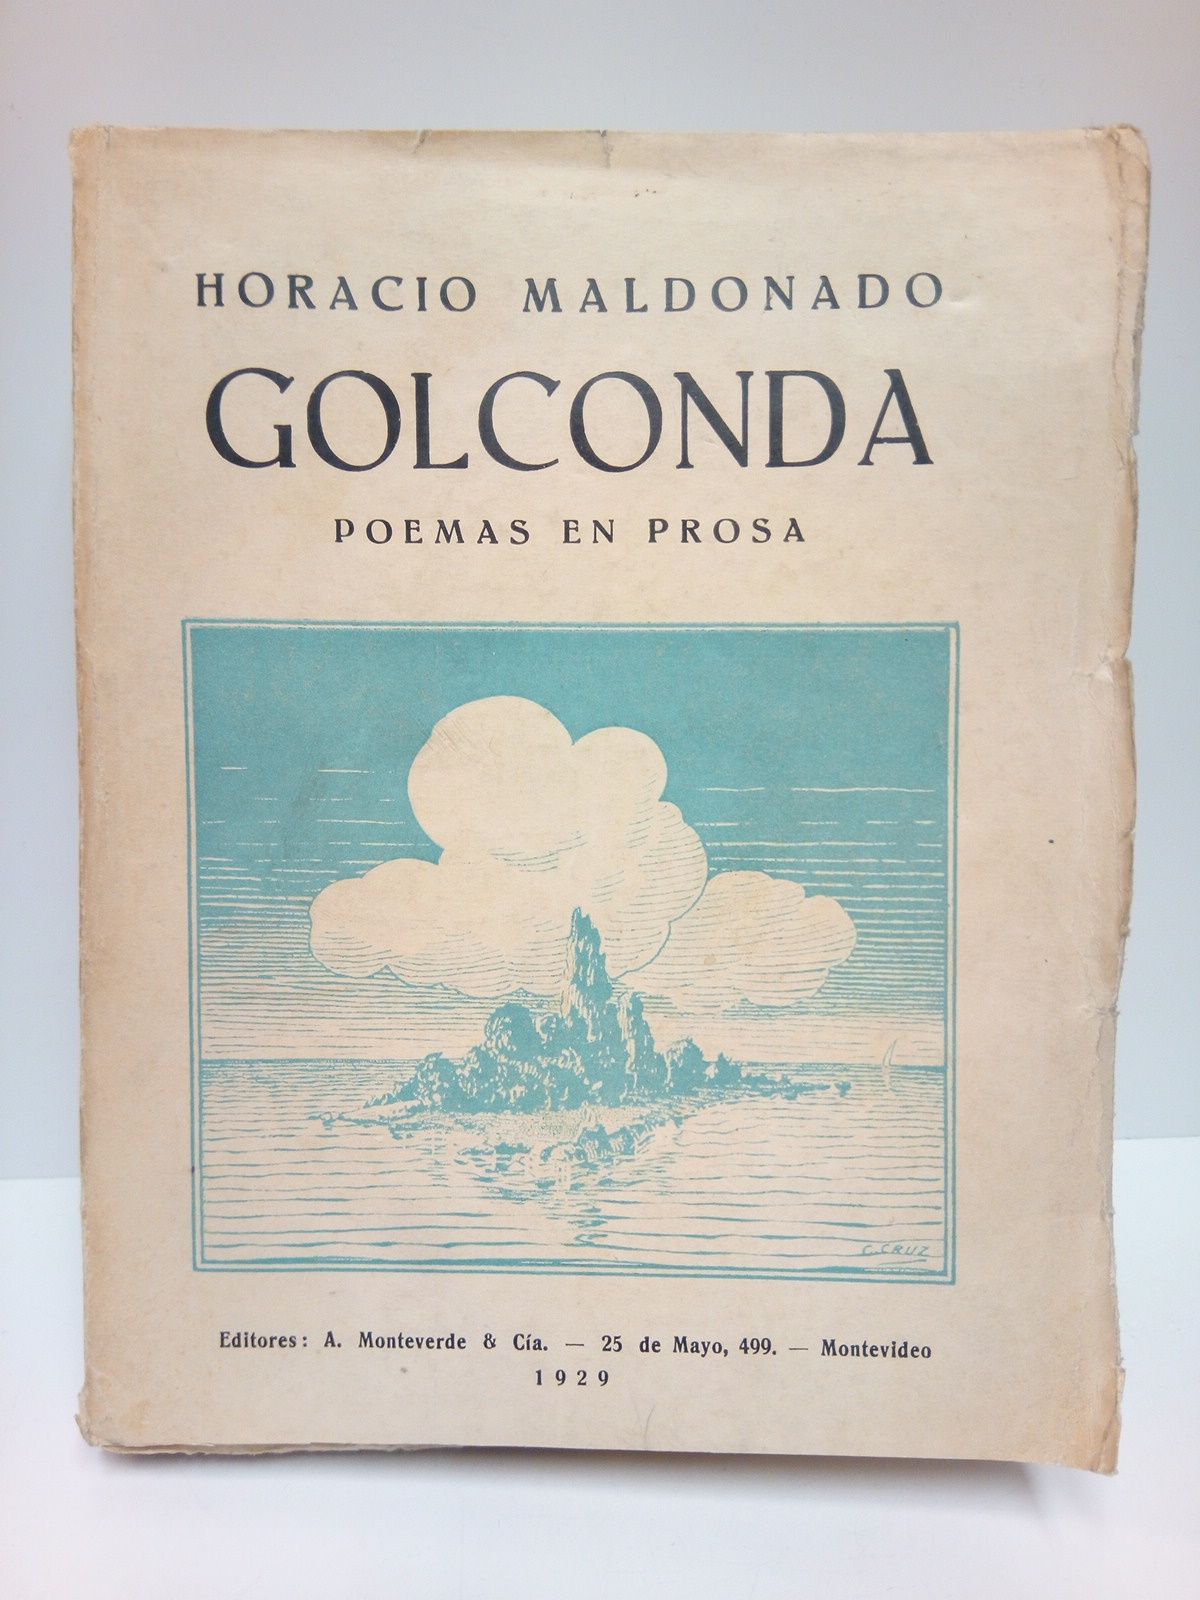 HORACIO MALDONADO
GOLCONDA
POEMAS EN PROSA
C. CRUZ
Editores: A. Monteverde & Cía. — 25 de Mayo, 499. — Montevideo
1929